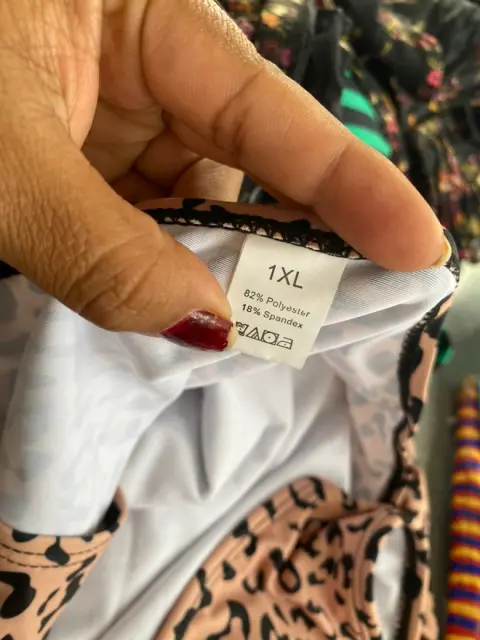 1XL
82% Polyester
18% Spandex